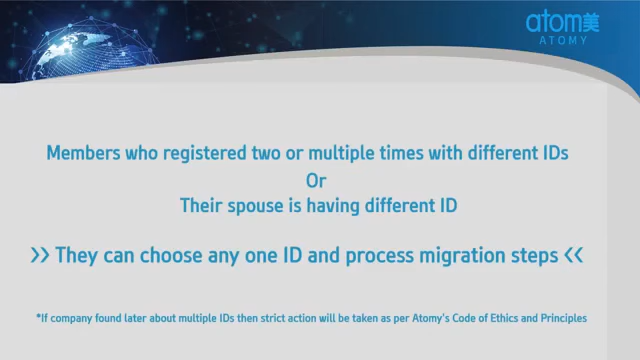 atom美
ATOMY
Members who registered two or multiple times with different IDs
Or
Their spouse is having different ID
>> They can choose any one ID and process migration steps <<
*If company found later about multiple IDs then strict action will be taken as per Atomy's Code of Ethics and Principles